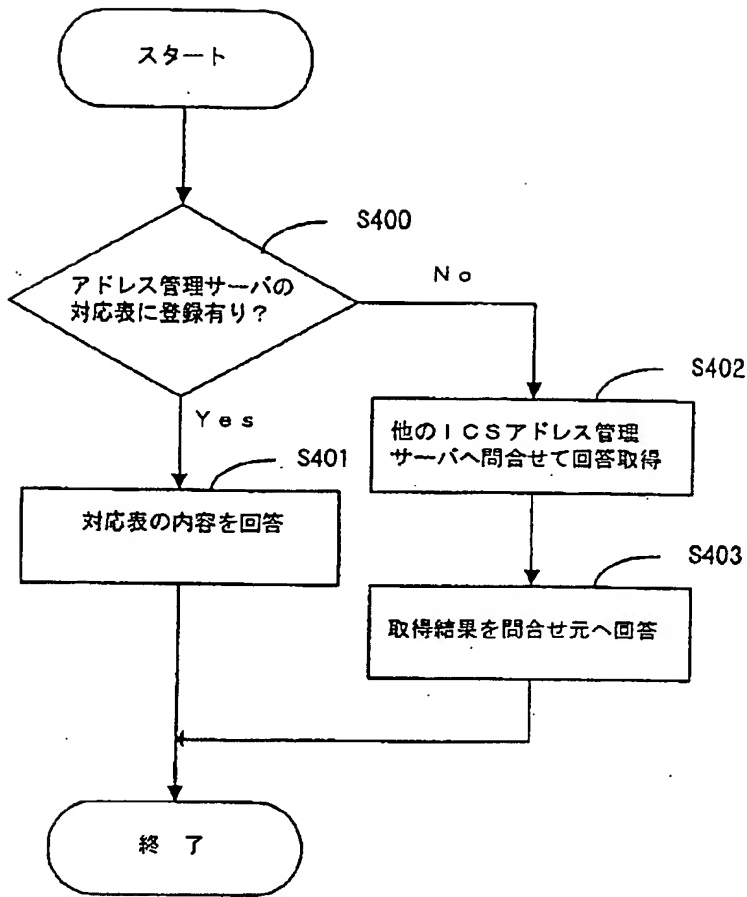 スタート
S400
アドレス管理サーバの
対応表に登録有り？
No
Yes
S402
他のICSアドレス管理
サーバへ問合せて回答取得
S401
対応表の内容を回答
S403
取得結果を問合せ元へ回答
終 了